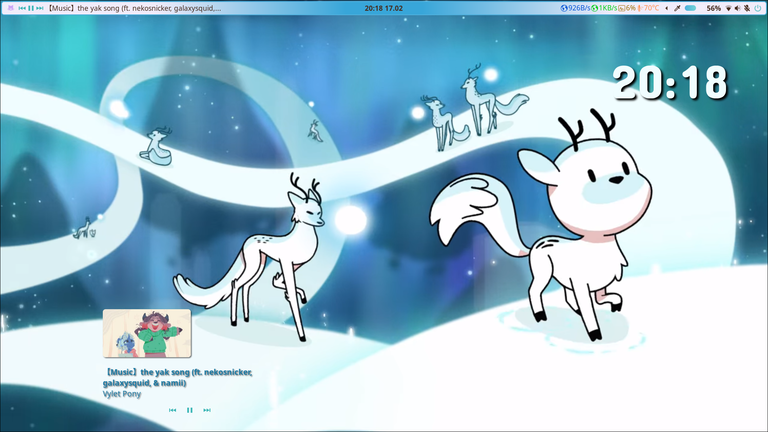 【Music】the yak song (ft. nekosnicker, galaxysquid,...
20:18 17.02
926B/s 1KB/s 6% -70°C
56%
20:18
【Music】the yak song (ft. nekosnicker,
galaxysquid, & namii)
Vylet Pony